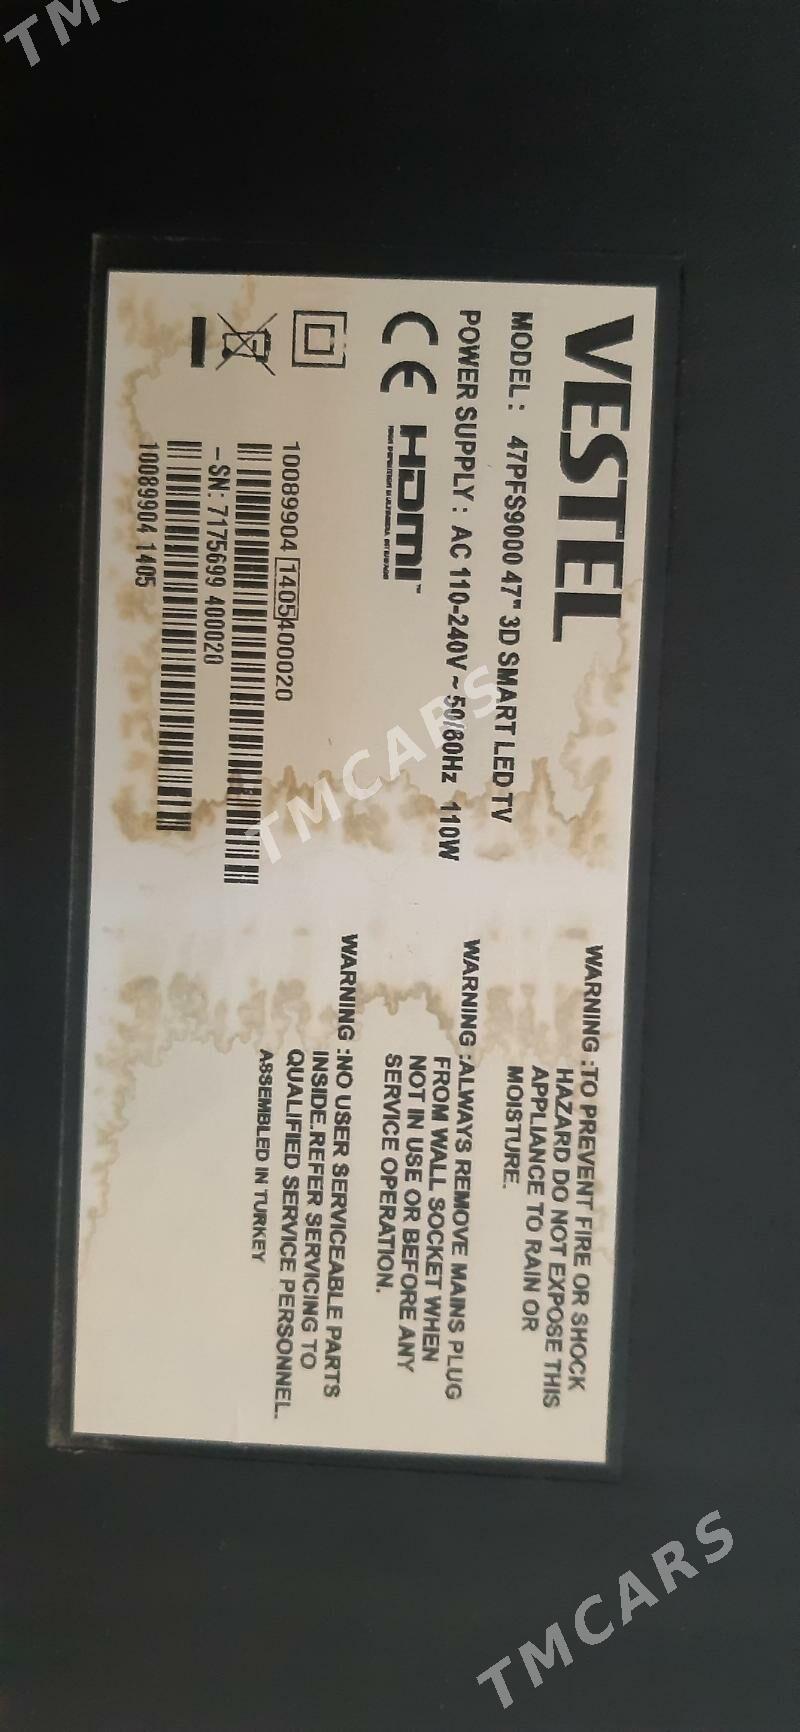 VESTEL
MODEL : 47PFS9000 47" 3D SMART LED TV
POWER SUPPLY : AC 110-240V ~ 50/60Hz 110W
CE HDMI™
10089904 1405400020
-SN: 7175699 400020
10089904 1405
WARNING :TO PREVENT FIRE OR SHOCK
HAZARD DO NOT EXPOSE THIS
APPLIANCE TO RAIN OR
MOISTURE.
WARNING :ALWAYS REMOVE MAINS PLUG
FROM WALL SOCKET WHEN
NOT IN USE OR BEFORE ANY
SERVICE OPERATION.
WARNING :NO USER SERVICEABLE PARTS
INSIDE.REFER SERVICING TO
QUALIFIED SERVICE PERSONNEL.
ASSEMBLED IN TURKEY
TMCARS
TMCARS